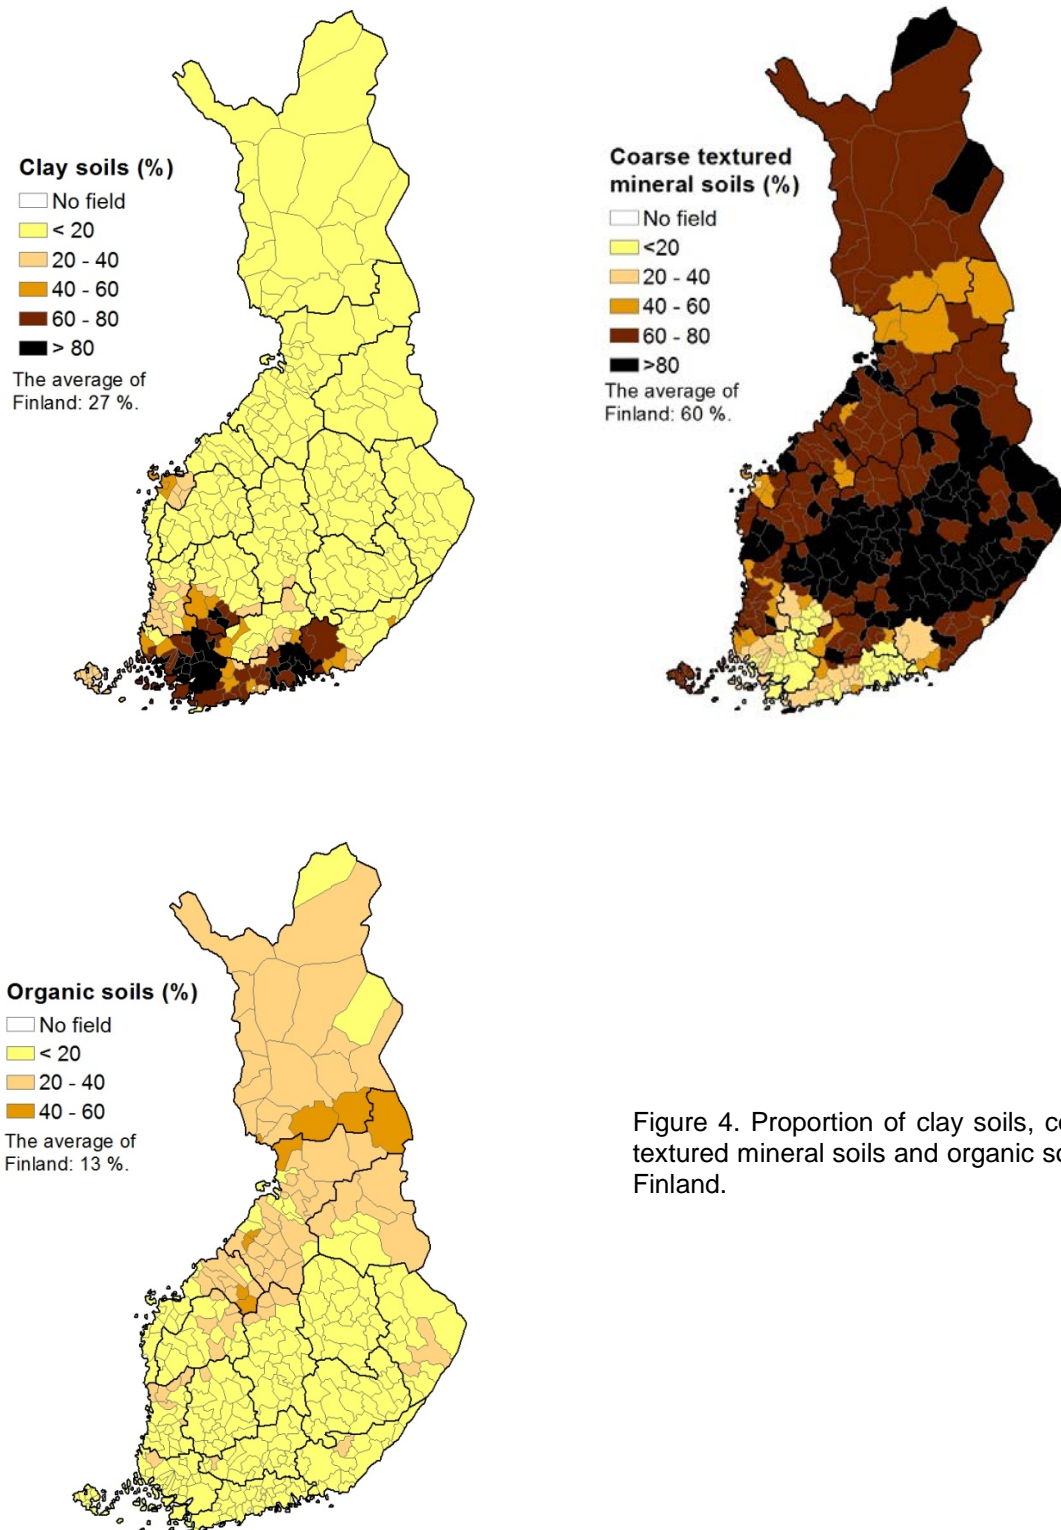 Clay soils (%)
No field
< 20
20 - 40
40 - 60
60 - 80
> 80
The average of
Finland: 27 %.
Coarse textured
mineral soils (%)
No field
<20
20 - 40
40 - 60
60 - 80
>80
The average of
Finland: 60 %.
Organic soils (%)
No field
< 20
20 - 40
40 - 60
The average of
Finland: 13 %.
Figure 4. Proportion of clay soils,
textured mineral soils and organic
Finland.